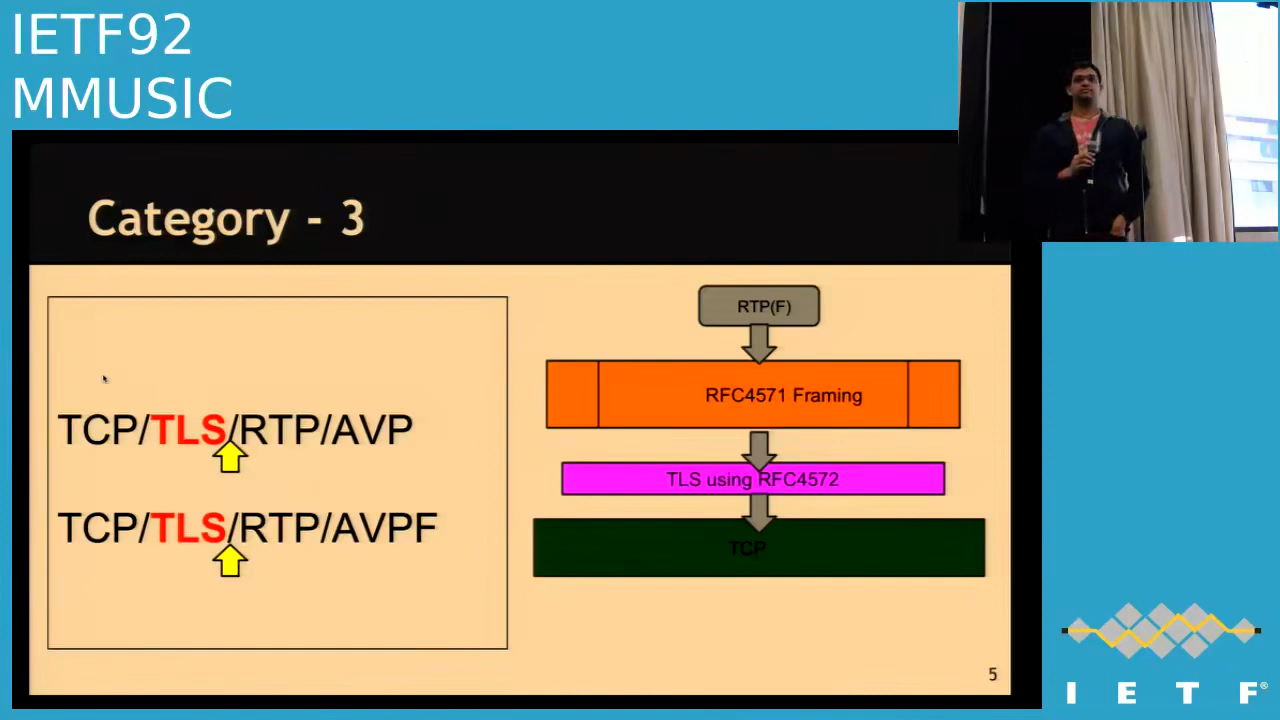 IETF92
MMUSIC
Category - 3
TCP/TLS/RTP/AVP
TCP/TLS/RTP/AVPF
RTP(F)
RFC4571 Framing
TLS using RFC4572
TCP
5
I E T F®